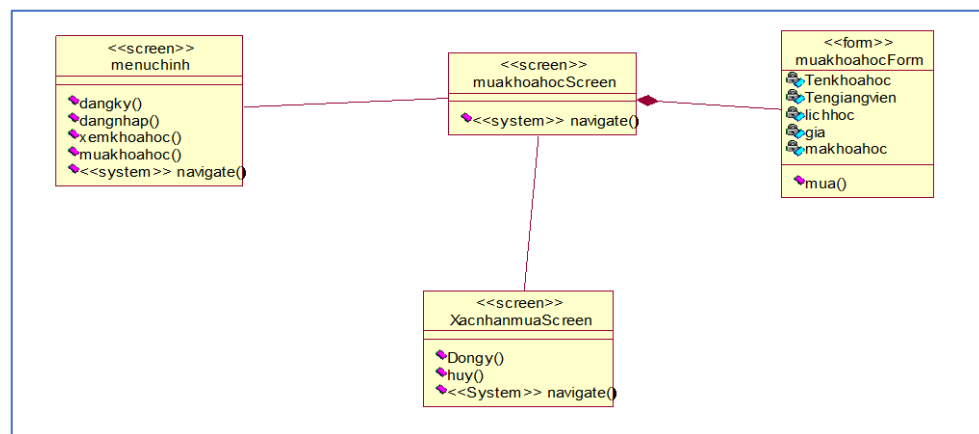 <<screen>>
menuchinh
dangky()
dangnhap()
xemkhoahoc()
muakhoahoc()
<<system>> navigate()
<<screen>>
muakhoahocScreen
<<system>> navigate()
<<form>>
muakhoahocForm
Tenkhoahoc
Tengiangvien
lichhoc
gia
makhoahoc
mua()
<<screen>>
XacnhanmuaScreen
Dongy()
huy()
<<System>> navigate()